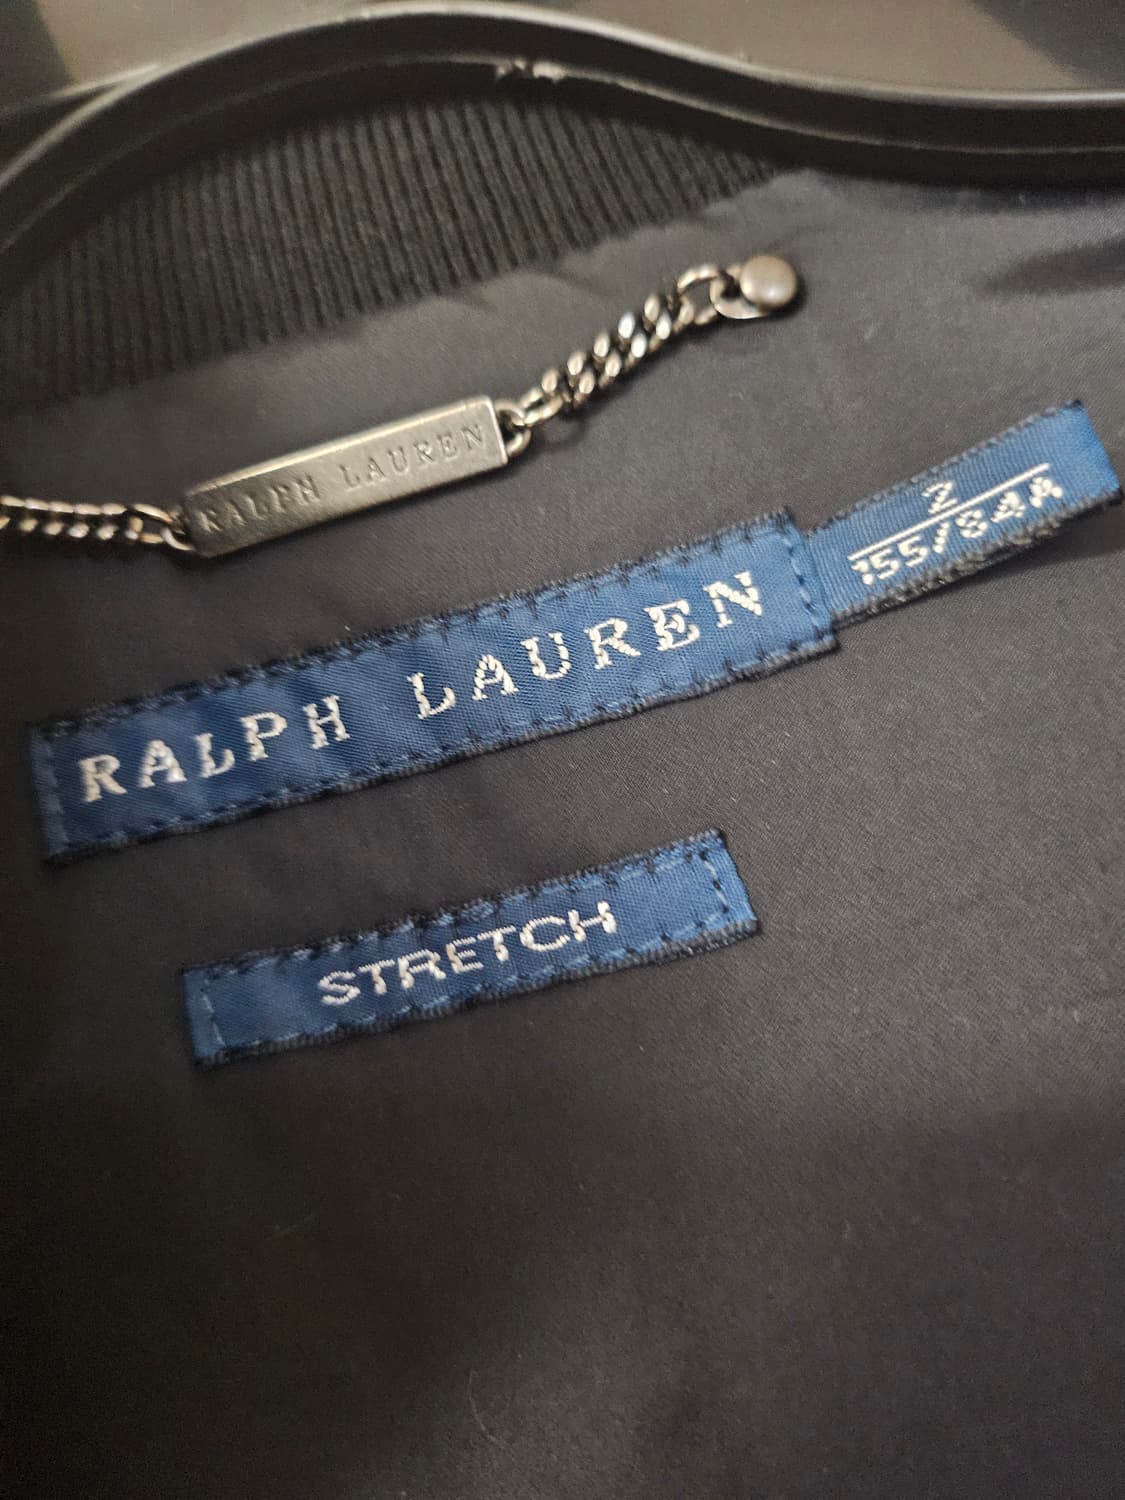 RALPH LAUREN
RALPH LAUREN
2
155/84A
STRETCH